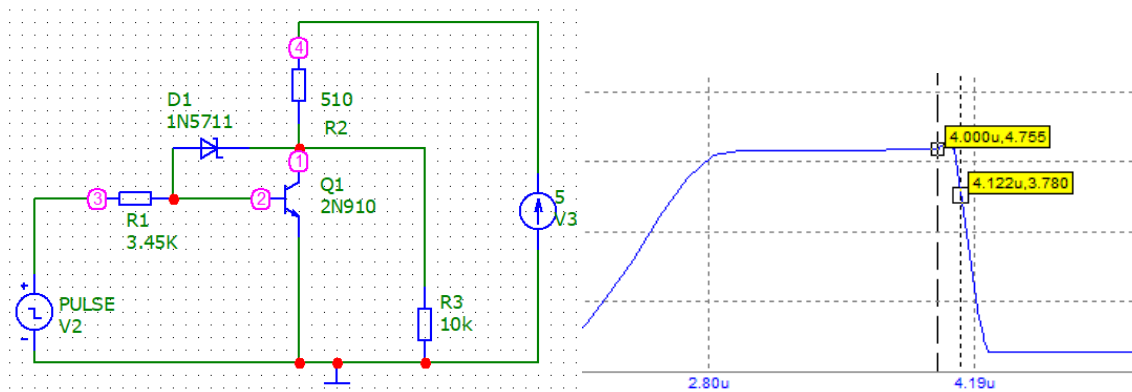 4
D1
1N5711
510
R2
1
3
2
Q1
2N910
R1
3.45K
5
V3
+
PULSE
V2
-
R3
10k
4.000u,4.755
4.122u,3.780
2.80u
4.19u